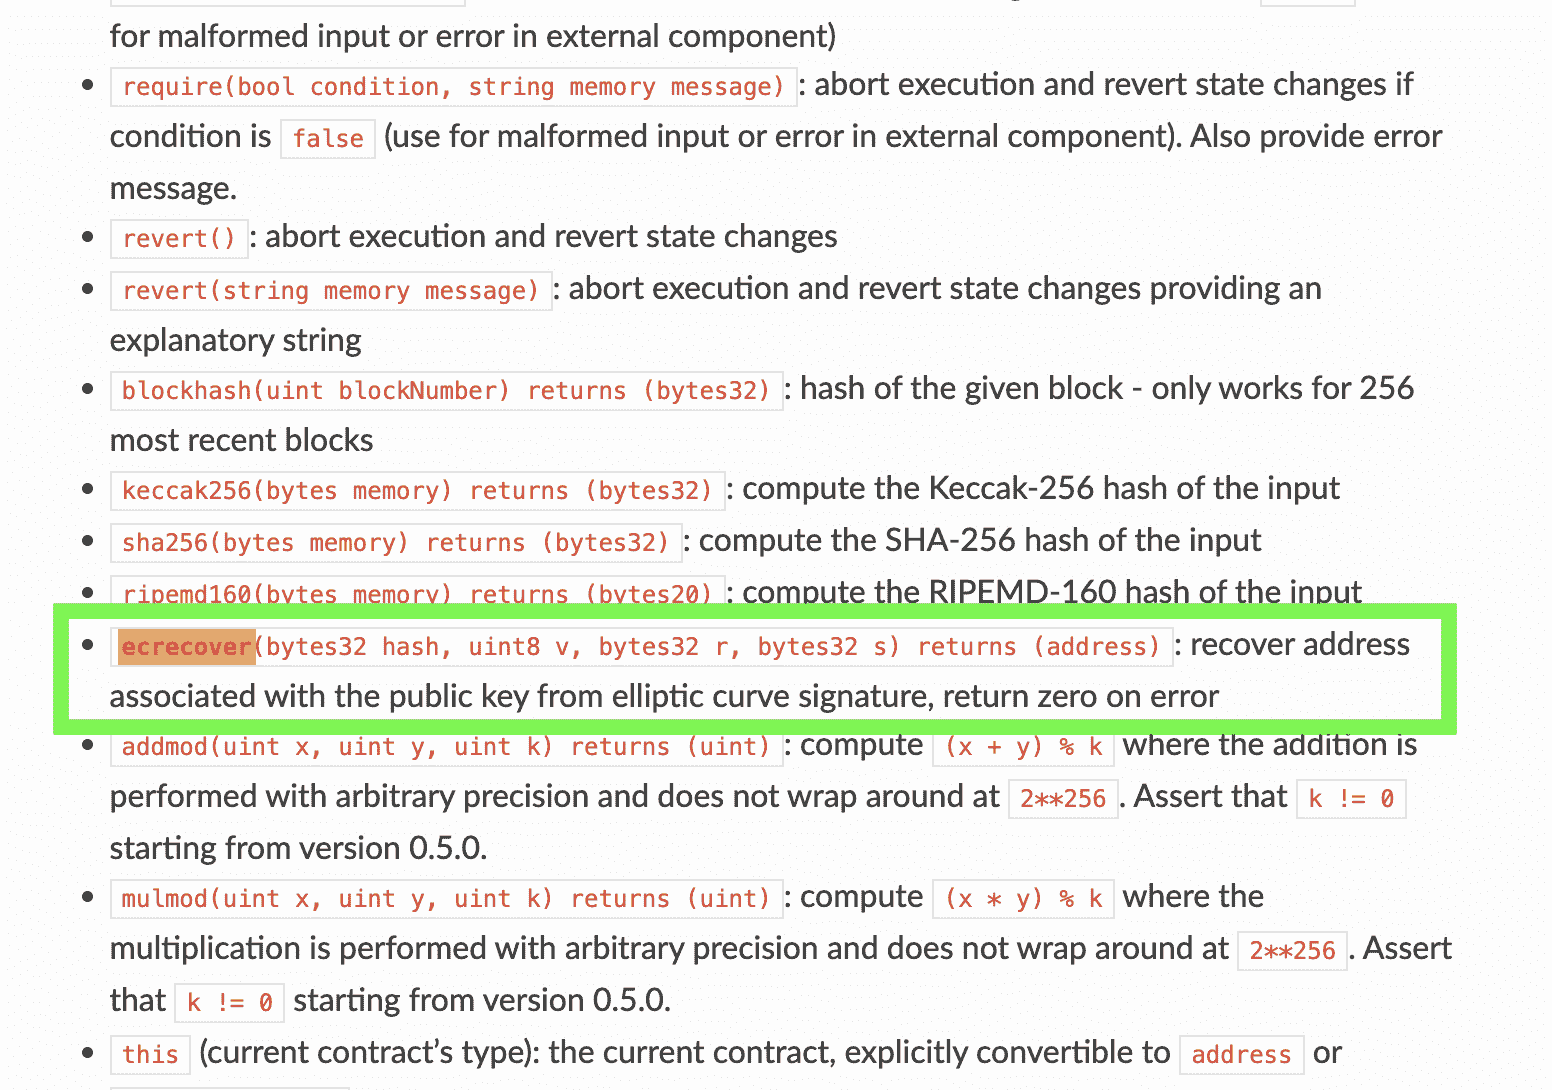 for malformed input or error in external component)
require(bool condition, string memory message) : abort execution and revert state changes if
condition is false (use for malformed input or error in external component). Also provide error
message.
revert() : abort execution and revert state changes
revert(string memory message) : abort execution and revert state changes providing an
explanatory string
blockhash(uint blockNumber) returns (bytes32) : hash of the given block - only works for 256
most recent blocks
keccak256(bytes memory) returns (bytes32) : compute the Keccak-256 hash of the input
sha256(bytes memory) returns (bytes32) : compute the SHA-256 hash of the input
ripemd160(bytes memory) returns (bytes20) : compute the RIPEMD-160 hash of the input
ecrecover(bytes32 hash, uint8 v, bytes32 r, bytes32 s) returns (address) : recover address
associated with the public key from elliptic curve signature, return zero on error
addmod(uint x, uint y, uint k) returns (uint) : compute (x + y) % k where the addition is
performed with arbitrary precision and does not wrap around at 2**256 . Assert that k != 0
starting from version 0.5.0.
mulmod(uint x, uint y, uint k) returns (uint) : compute (x * y) % k where the
multiplication is performed with arbitrary precision and does not wrap around at 2**256 . Assert
that k != 0 starting from version 0.5.0.
this (current contract’s type): the current contract, explicitly convertible to address or